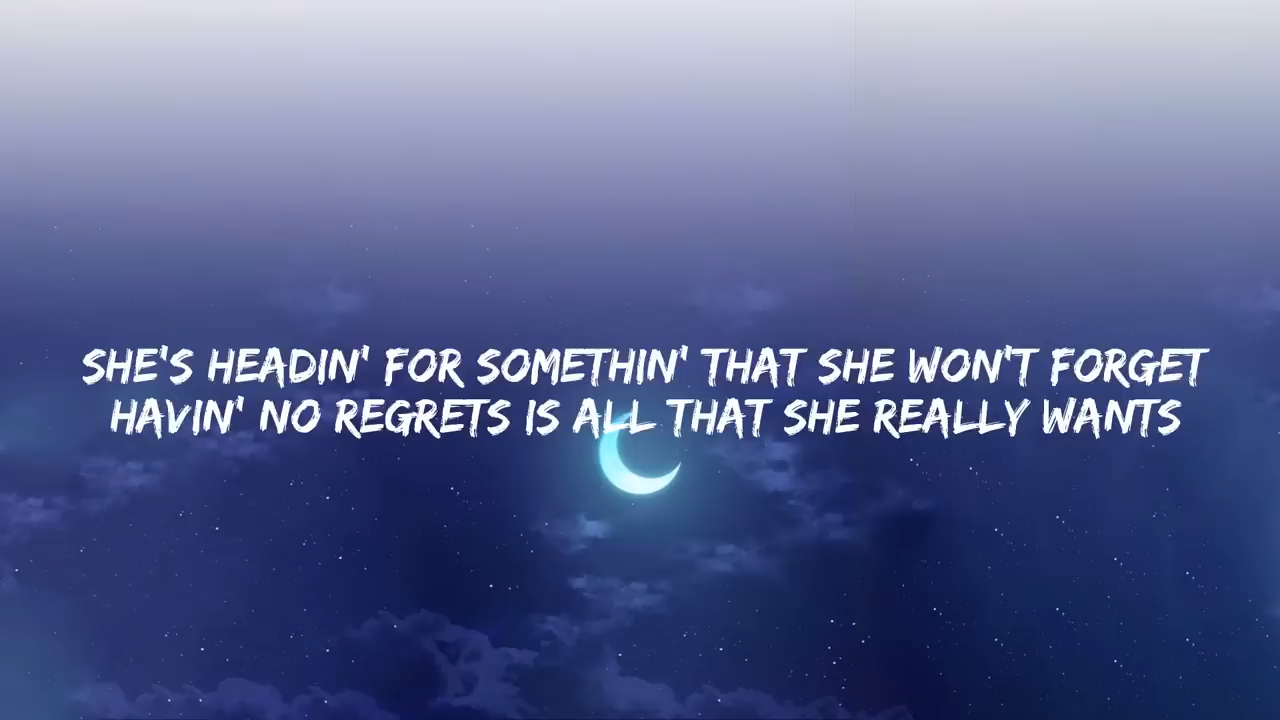 SHE'S HEADIN' FOR SOMETHIN' THAT SHE WON'T FORGET
HAVIN' NO REGRETS IS ALL THAT SHE REALLY WANTS